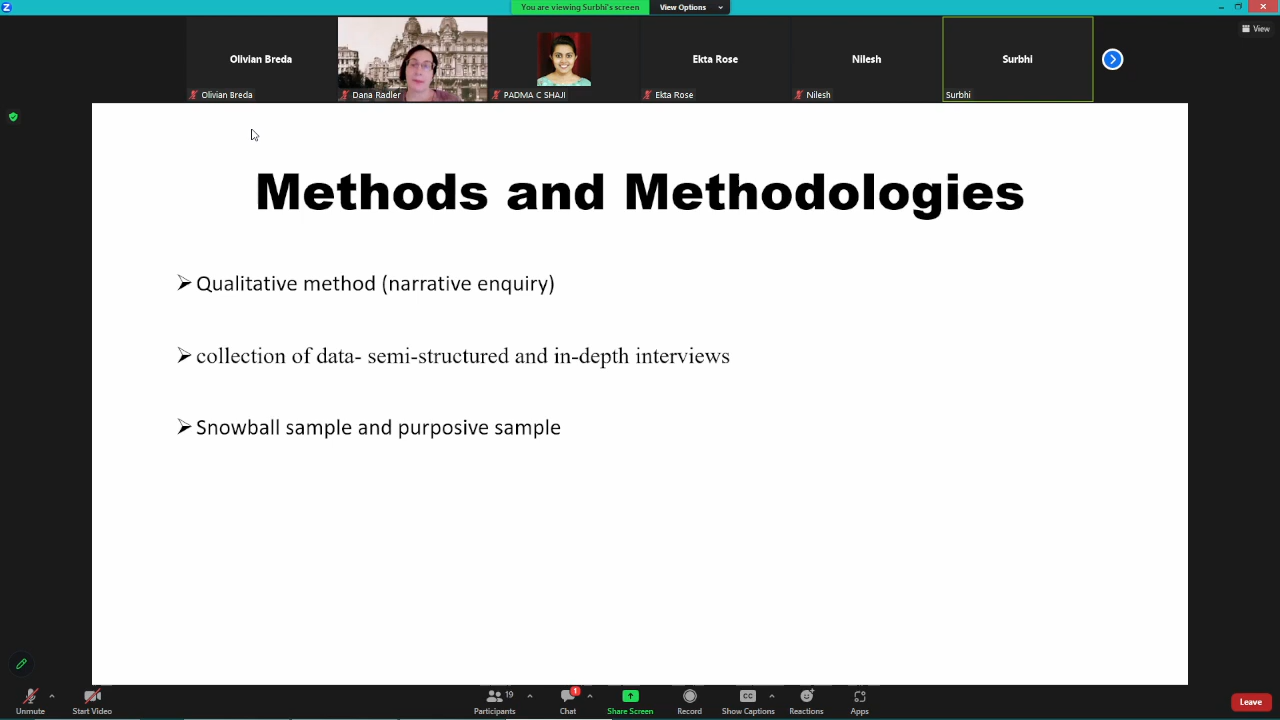 You are viewing Surbhi's screen
View Options
View
Olivian Breda
Ekta Rose
Nilesh
Surbhi
Olivian Breda
Dana Radler
PADMA C SHAJI
Ekta Rose
Nilesh
Surbhi
Methods and Methodologies
Qualitative method (narrative enquiry)
collection of data- semi-structured and in-depth interviews
Snowball sample and purposive sample
19
1
CC
Unmute
Start Video
Participants
Chat
Share Screen
Record
Show Captions
Reactions
Apps
Leave